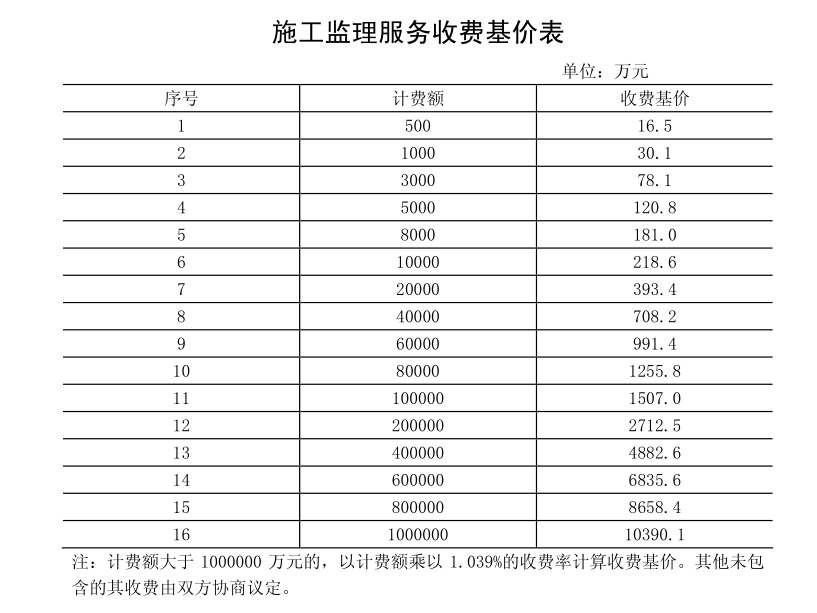 施工监理服务收费基价表
单位：万元
序号 计费额 收费基价
1 500 16.5
2 1000 30.1
3 3000 78.1
4 5000 120.8
5 8000 181.0
6 10000 218.6
7 20000 393.4
8 40000 708.2
9 60000 991.4
10 80000 1255.8
11 100000 1507.0
12 200000 2712.5
13 400000 4882.6
14 600000 6835.6
15 800000 8658.4
16 1000000 10390.1
注：计费额大于 1000000 万元的，以计费额乘以 1.039%的收费率计算收费基价。其他未包
含的其收费由双方协商议定。